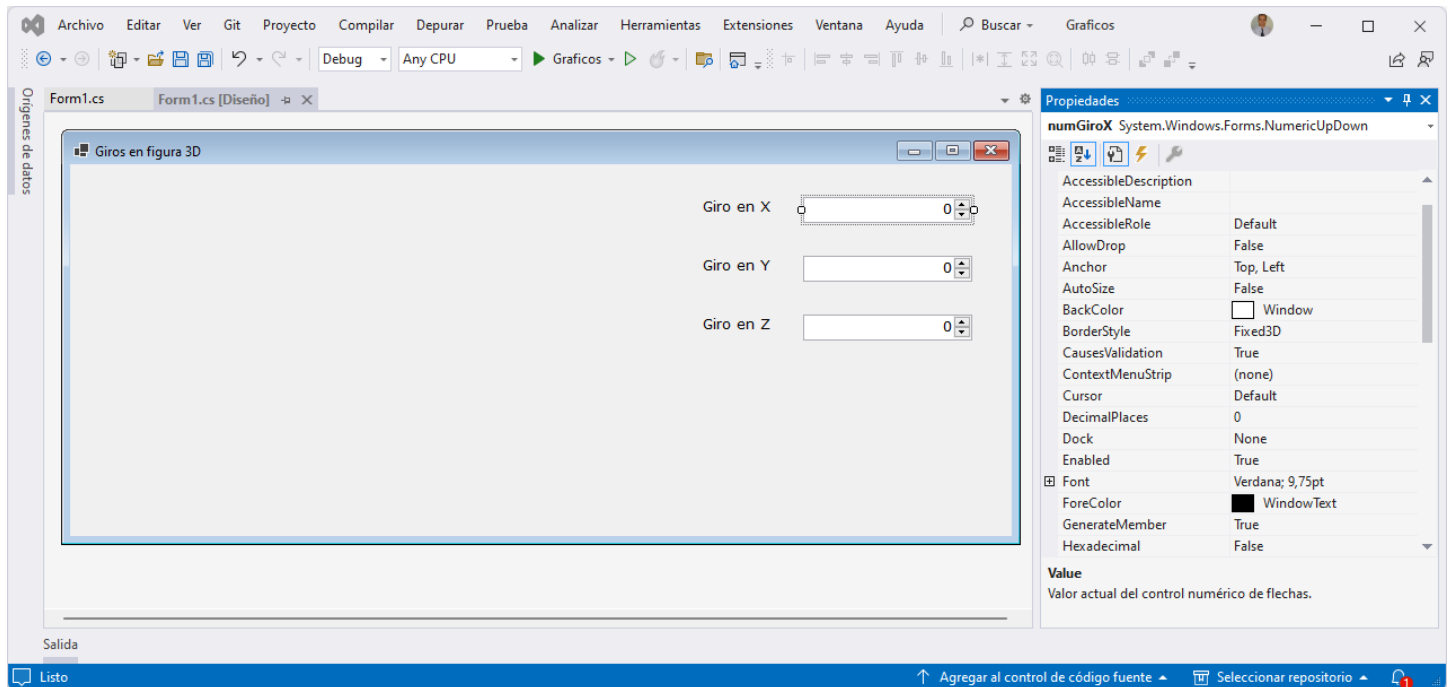 Archivo Editar Ver Git Proyecto Compilar Depurar Prueba Analizar Herramientas Extensiones Ventana Ayuda Buscar Graficos
Debug Any CPU Graficos
Orígenes de datos
Form1.cs Form1.cs [Diseño]
Giros en figura 3D
Giro en X 0
Giro en Y 0
Giro en Z 0
Propiedades
numGiroX System.Windows.Forms.NumericUpDown
AccessibleDescription
AccessibleName
AccessibleRole Default
AllowDrop False
Anchor Top, Left
AutoSize False
BackColor Window
BorderStyle Fixed3D
CausesValidation True
ContextMenuStrip (none)
Cursor Default
DecimalPlaces 0
Dock None
Enabled True
Font Verdana; 9,75pt
ForeColor WindowText
GenerateMember True
Hexadecimal False
Value
Valor actual del control numérico de flechas.
Salida
Listo Agregar al control de código fuente Seleccionar repositorio 1